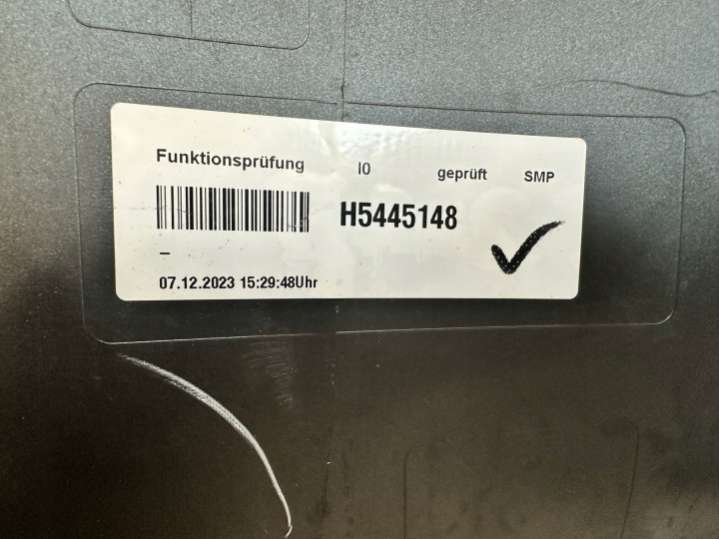 Funktionsprüfung IO geprüft SMP
H5445148
–
07.12.2023 15:29:48Uhr